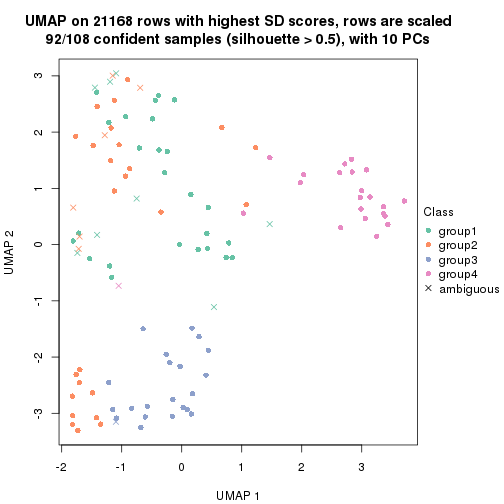 UMAP on 21168 rows with highest SD scores, rows are scaled
92/108 confident samples (silhouette > 0.5), with 10 PCs
3
2
1
0
-1
-2
-3
UMAP 2
-2
-1
0
1
2
3
UMAP 1
Class
group1
group2
group3
group4
ambiguous